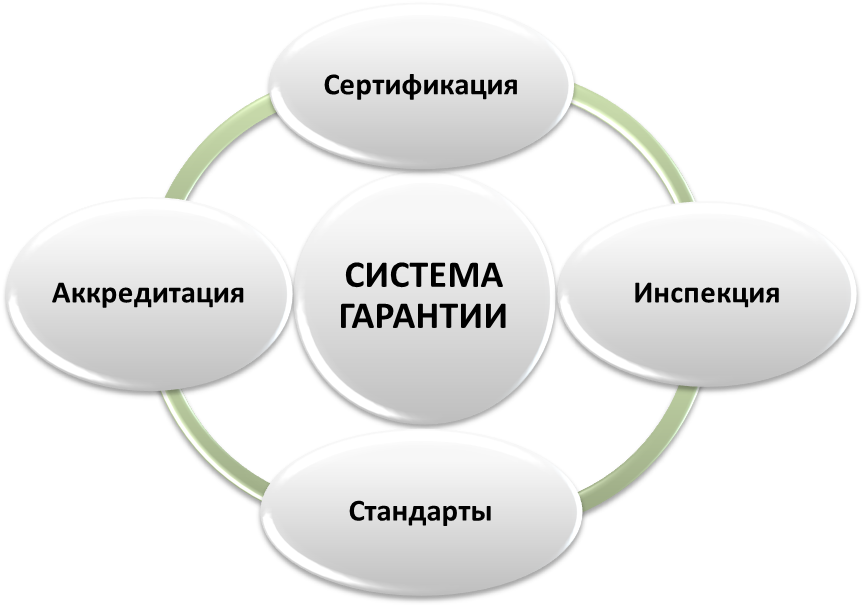 Сертификация
Аккредитация
СИСТЕМА
ГАРАНТИИ
Инспекция
Стандарты